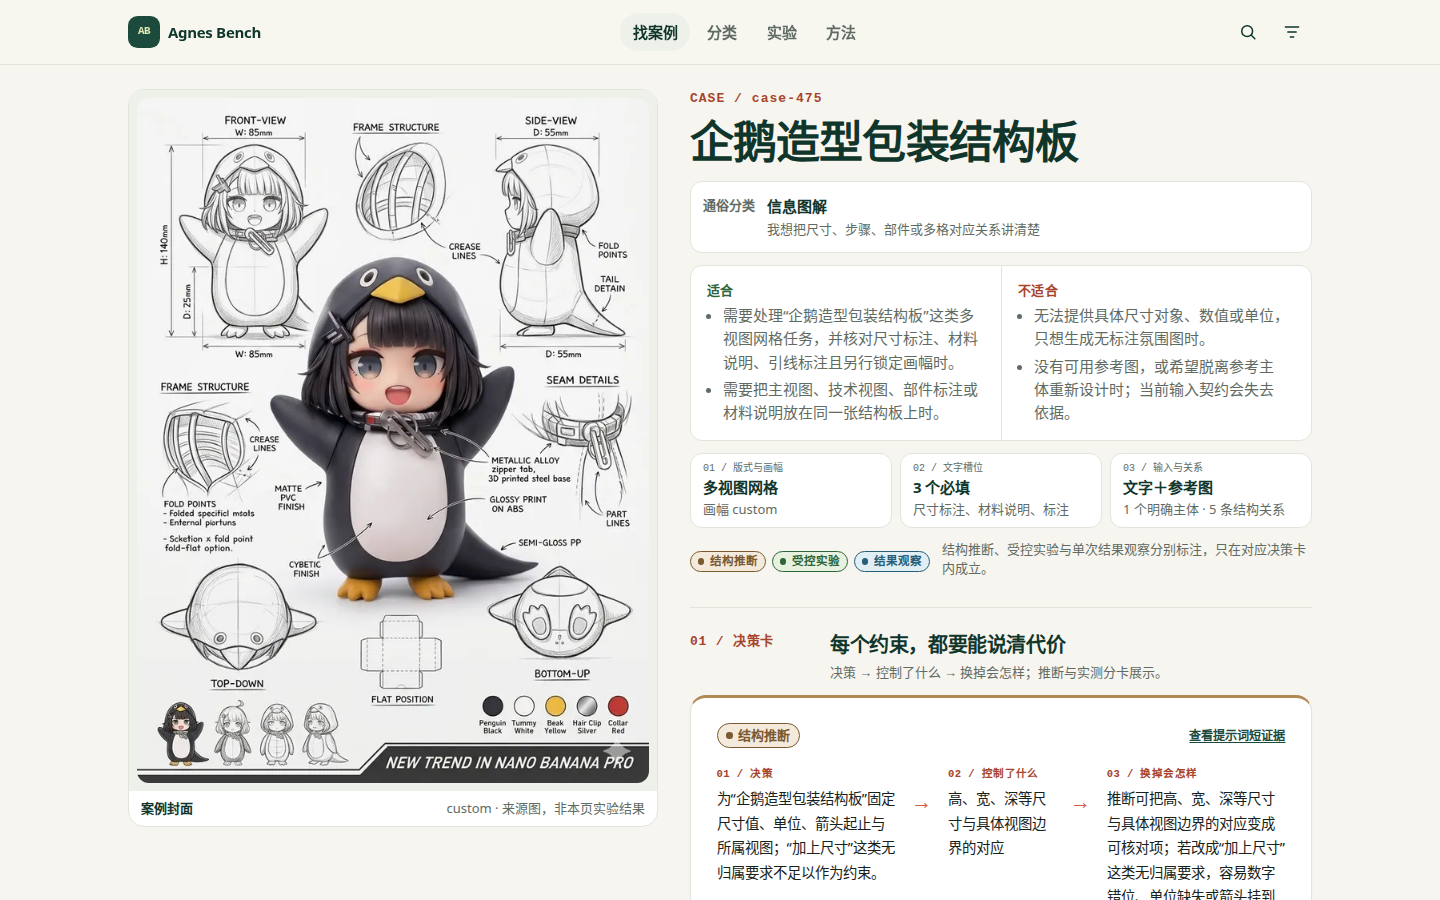 AB
Agnes Bench
找案例
分类
实验
方法
FRONT-VIEW
W: 85mm
FRAME STRUCTURE
SIDE-VIEW
D: 55mm
H: 140mm
D: 25mm
CREASE
LINES
FOLD
POINTS
TAIL
DETAIN
W: 85mm
D: 55mm
FRAME STRUCTURE
SEAM DETAILS
CREASE
LINES
METALLIC ALLOY
zipper tab,
3D printed steel base
MATTE
PVC
FINISH
GLOSSY PRINT
ON ABS
FOLD POINTS
- Folded specificl msals
- Enternal piortuns
- Scketion x fold point
fold-flat option.
PART
LINES
SEMI-GLOSS PP
CYBETIC
FINISH
TOP-DOWN
FLAT POSITION
BOTTOM-UP
Penguin
Black
Tummy
White
Beak
Yellow
Hair Clip
Silver
Collar
Red
NEW TREND IN NANO BANANA PRO
案例封面
custom · 来源图，非本页实验结果
CASE / case-475
企鹅造型包装结构板
通俗分类
信息图解
我想把尺寸、步骤、部件或多格对应关系讲清楚
适合
• 需要处理“企鹅造型包装结构板”这类多
视图网格任务，并核对尺寸标注、材料
说明、引线标注且另行锁定画幅时。
• 需要把主视图、技术视图、部件标注或
材料说明放在同一张结构板上时。
不适合
• 无法提供具体尺寸对象、数值或单位，
只想生成无标注氛围图时。
• 没有可用参考图，或希望脱离参考主
体重新设计时；当前输入契约会失去
依据。
01 / 版式与画幅
多视图网格
画幅 custom
02 / 文字槽位
3 个必填
尺寸标注、材料说明、标注
03 / 输入与关系
文字＋参考图
1 个明确主体 · 5 条结构关系
结构推断
受控实验
结果观察
结构推断、受控实验与单次结果观察分别标注，只在对应决策卡
内成立。
01 / 决策卡
每个约束，都要能说清代价
决策 → 控制了什么 → 换掉会怎样；推断与实测分卡展示。
结构推断
查看提示词短证据
01 / 决策
为“企鹅造型包装结构板”固定
尺寸值、单位、箭头起止与
所属视图；“加上尺寸”这类无
归属要求不足以作为约束。
→
02 / 控制了什么
高、宽、深等尺
寸与具体视图边
界的对应
→
03 / 换掉会怎样
推断可把高、宽、深等尺寸
与具体视图边界的对应变成
可核对项；若改成“加上尺寸”
这类无归属要求，容易数字
错位、单位缺失或箭头挂到